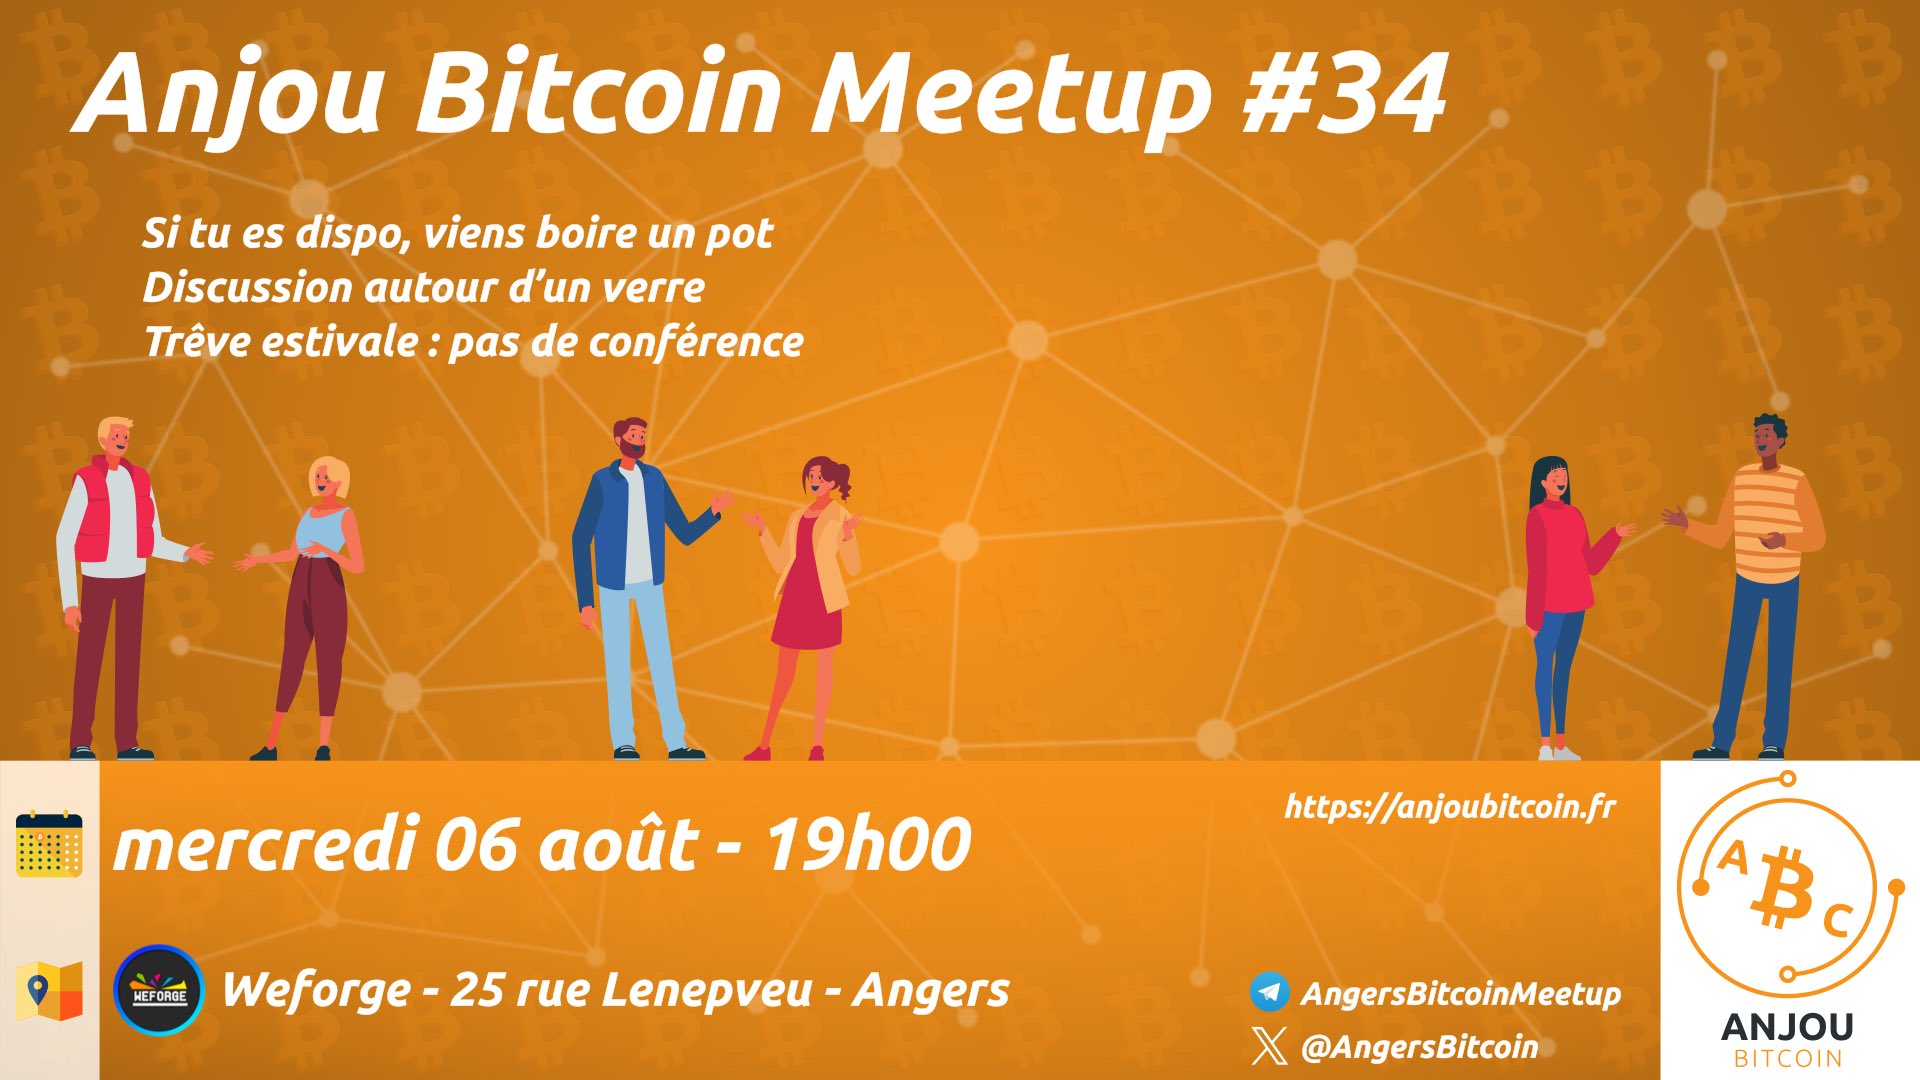 Anjou Bitcoin Meetup #34
Si tu es dispo, viens boire un pot
Discussion autour d’un verre
Trêve estivale : pas de conférence
mercredi 06 août - 19h00
https://anjoubitcoin.fr
WEFORGE
Weforge - 25 rue Lenepveu - Angers
AngersBitcoinMeetup
@AngersBitcoin
A ₿ C
ANJOU
BITCOIN